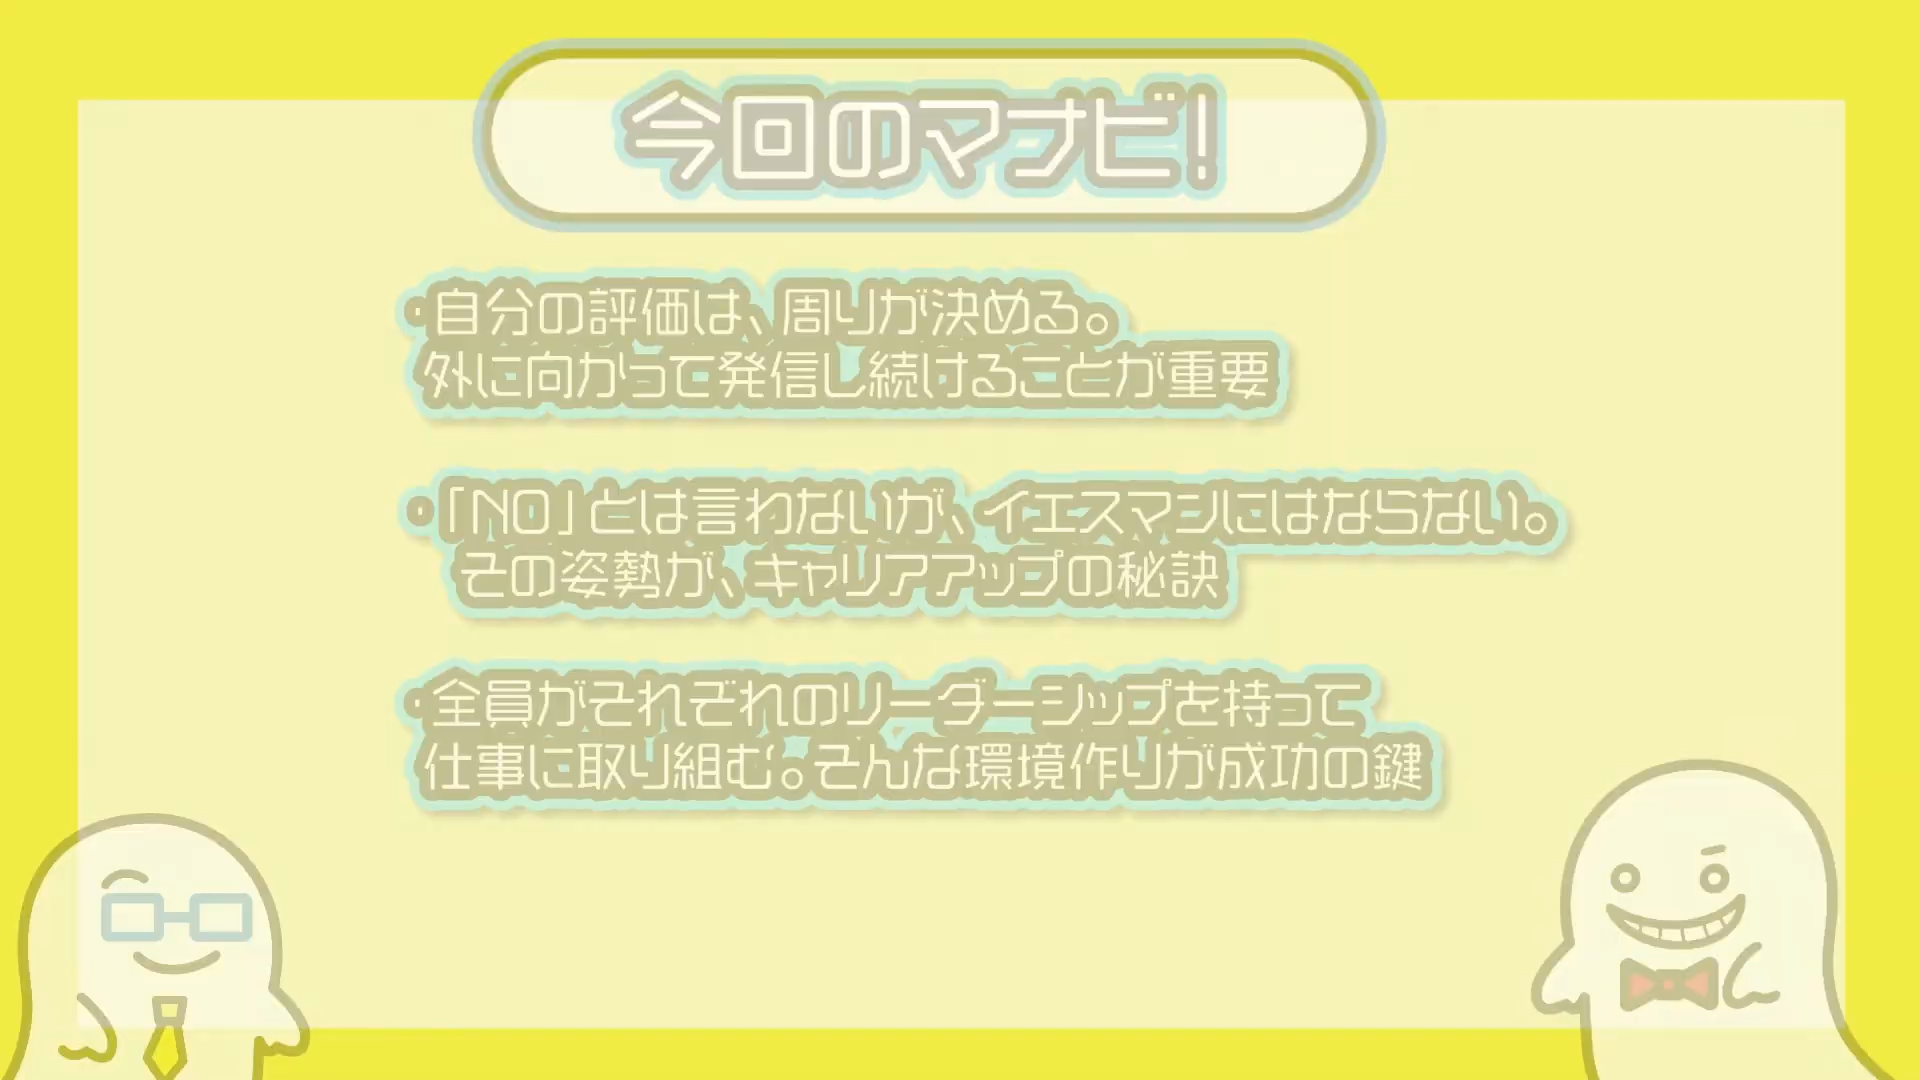 今回のマナビ!
・自分の評価は、周りが決める。
外に向かって発信し続けることが重要
・「NO」とは言わないが、イエスマンにはならない。
その姿勢が、キャリアアップの秘訣
・全員がそれぞれのリーダーシップを持って
仕事に取り組む。そんな環境作りが成功の鍵